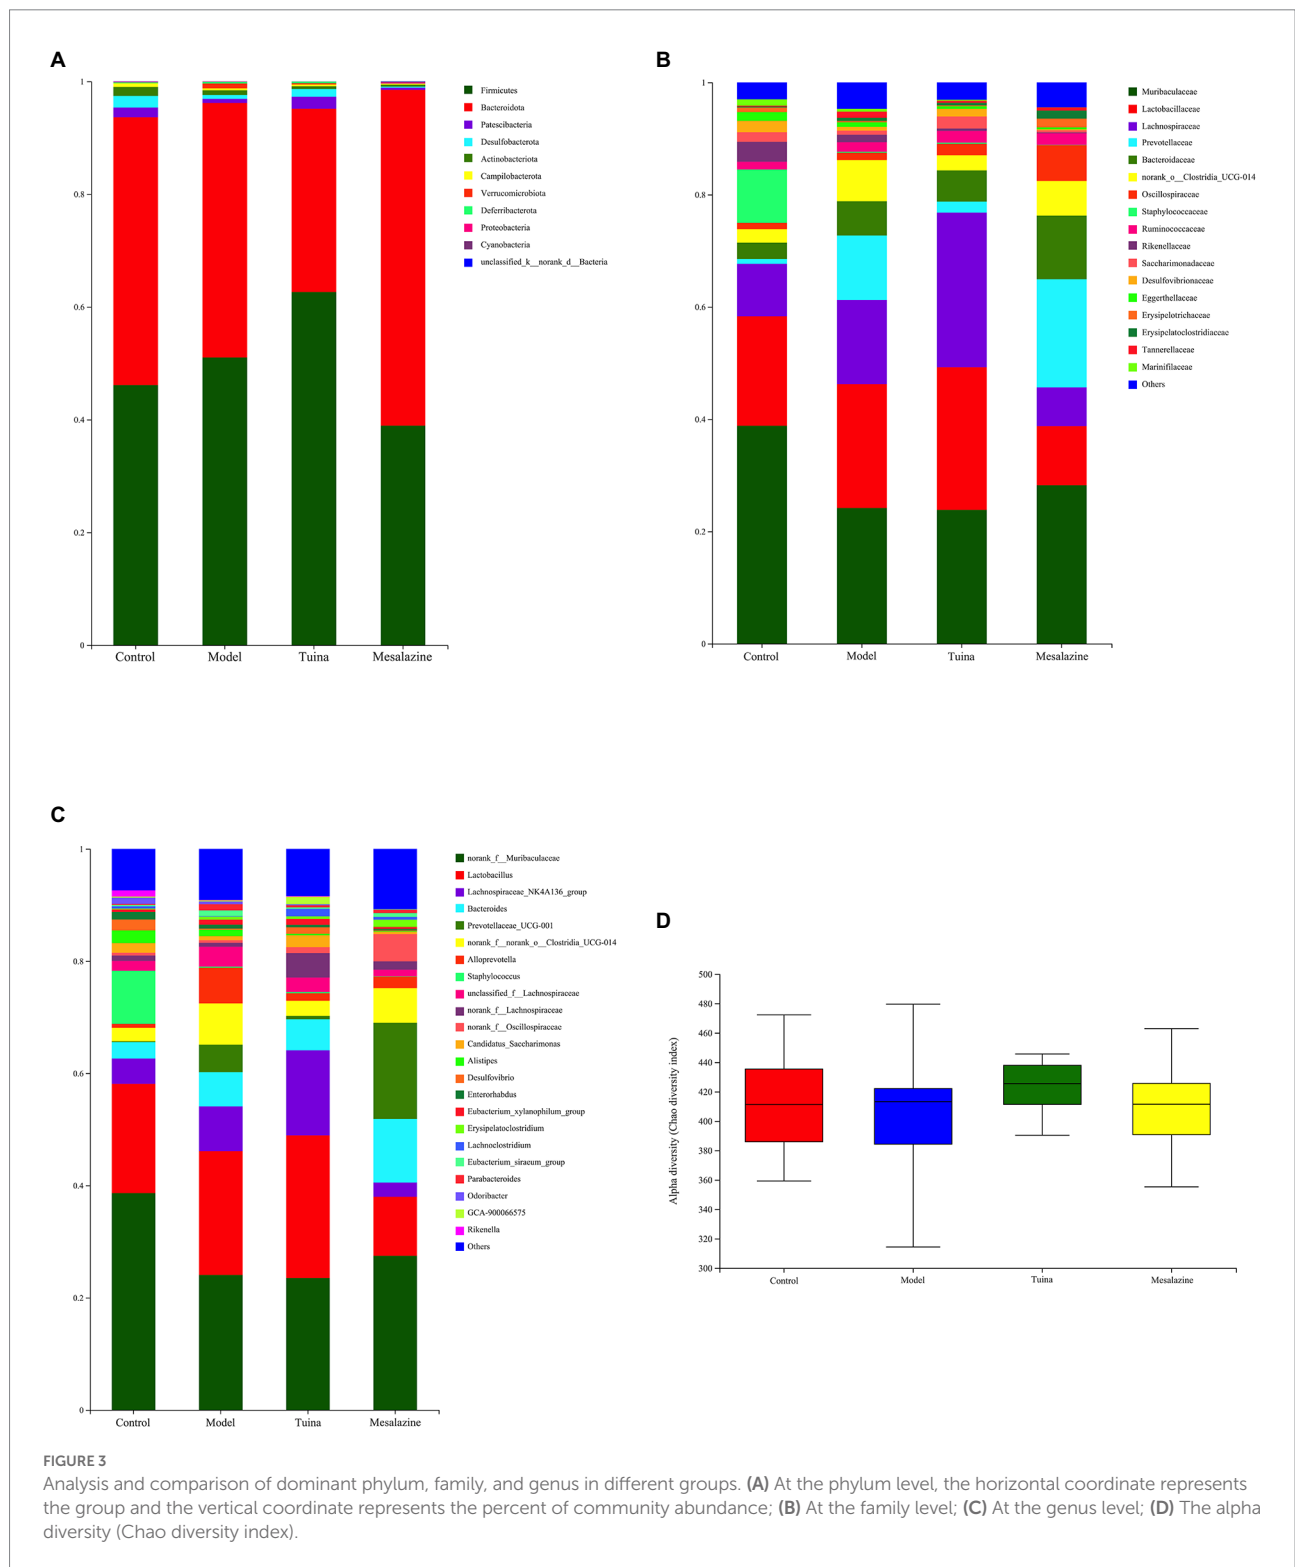 A
1
0.8
0.6
0.4
0.2
0
Control
Model
Tuina
Mesalazine
Firmicutes
Bacteroidota
Patescibacteria
Desulfobacterota
Actinobacteriota
Campilobacterota
Verrucomicrobiota
Deferribacterota
Proteobacteria
Cyanobacteria
unclassified_k__norank_d__Bacteria
B
1
0.8
0.6
0.4
0.2
0
Control
Model
Tuina
Mesalazine
Muribaculaceae
Lactobacillaceae
Lachnospiraceae
Prevotellaceae
Bacteroidaceae
norank_o__Clostridia_UCG-014
Oscillospiraceae
Staphylococcaceae
Ruminococcaceae
Rikenellaceae
Saccharimonadaceae
Desulfovibrionaceae
Eggerthellaceae
Erysipelotrichaceae
Erysipelatoclostridiaceae
Tannerellaceae
Marinifilaceae
Others
C
1
0.8
0.6
0.4
0.2
0
Control
Model
Tuina
Mesalazine
norank_f__Muribaculaceae
Lactobacillus
Lachnospiraceae_NK4A136_group
Bacteroides
Prevotellaceae_UCG-001
norank_f__norank_o__Clostridia_UCG-014
Alloprevotella
Staphylococcus
unclassified_f__Lachnospiraceae
norank_f__Lachnospiraceae
norank_f__Oscillospiraceae
Candidatus_Saccharimonas
Alistipes
Desulfovibrio
Enterorhabdus
Eubacterium_xylanophilum_group
Erysipelatoclostridium
Lachnoclostridium
Eubacterium_siraeum_group
Parabacteroides
Odoribacter
GCA-900066575
Rikenella
Others
D
Alpha diversity (Chao diversity index)
500
480
460
440
420
400
380
360
340
320
300
Control
Model
Tuina
Mesalazine
FIGURE 3
Analysis and comparison of dominant phylum, family, and genus in different groups. (A) At the phylum level, the horizontal coordinate represents
the group and the vertical coordinate represents the percent of community abundance; (B) At the family level; (C) At the genus level; (D) The alpha
diversity (Chao diversity index).